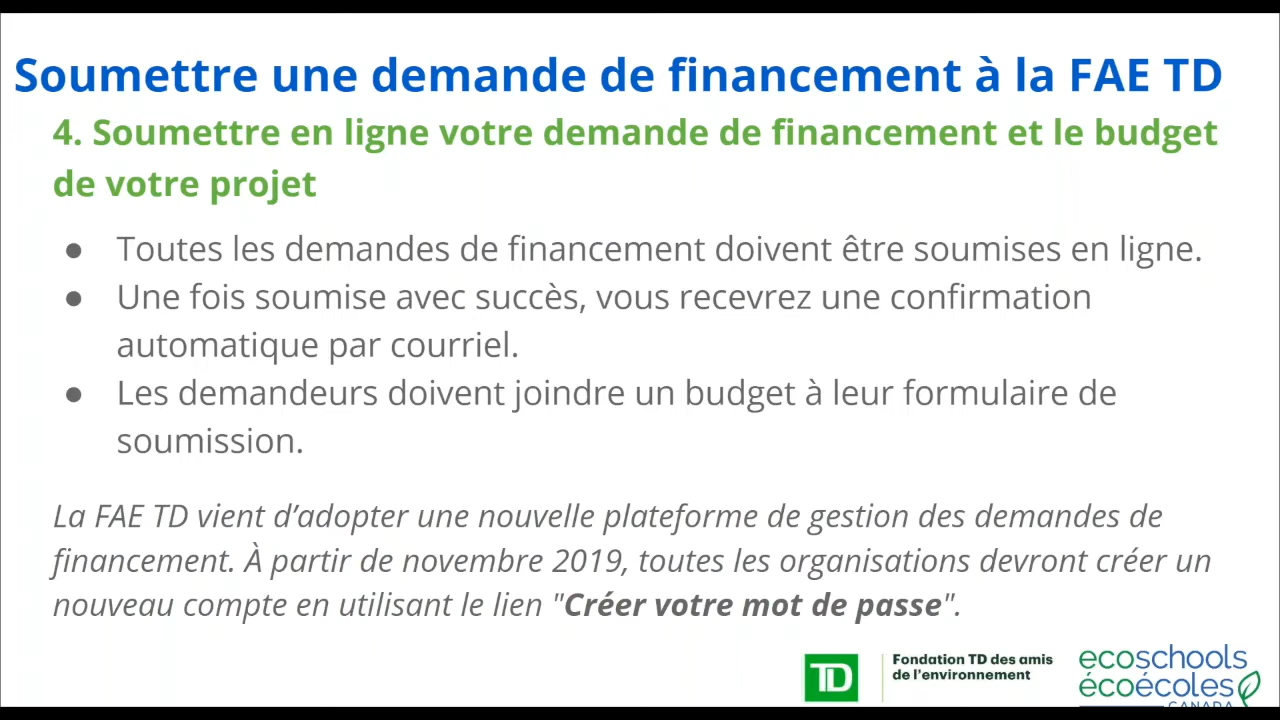 Soumettre une demande de financement à la FAE TD
4. Soumettre en ligne votre demande de financement et le budget
de votre projet
● Toutes les demandes de financement doivent être soumises en ligne.
● Une fois soumise avec succès, vous recevrez une confirmation
automatique par courriel.
● Les demandeurs doivent joindre un budget à leur formulaire de
soumission.
La FAE TD vient d’adopter une nouvelle plateforme de gestion des demandes de
financement. À partir de novembre 2019, toutes les organisations devront créer un
nouveau compte en utilisant le lien "Créer votre mot de passe".
TD
Fondation TD des amis
de l'environnement
ecoschools
écoécoles
CANADA